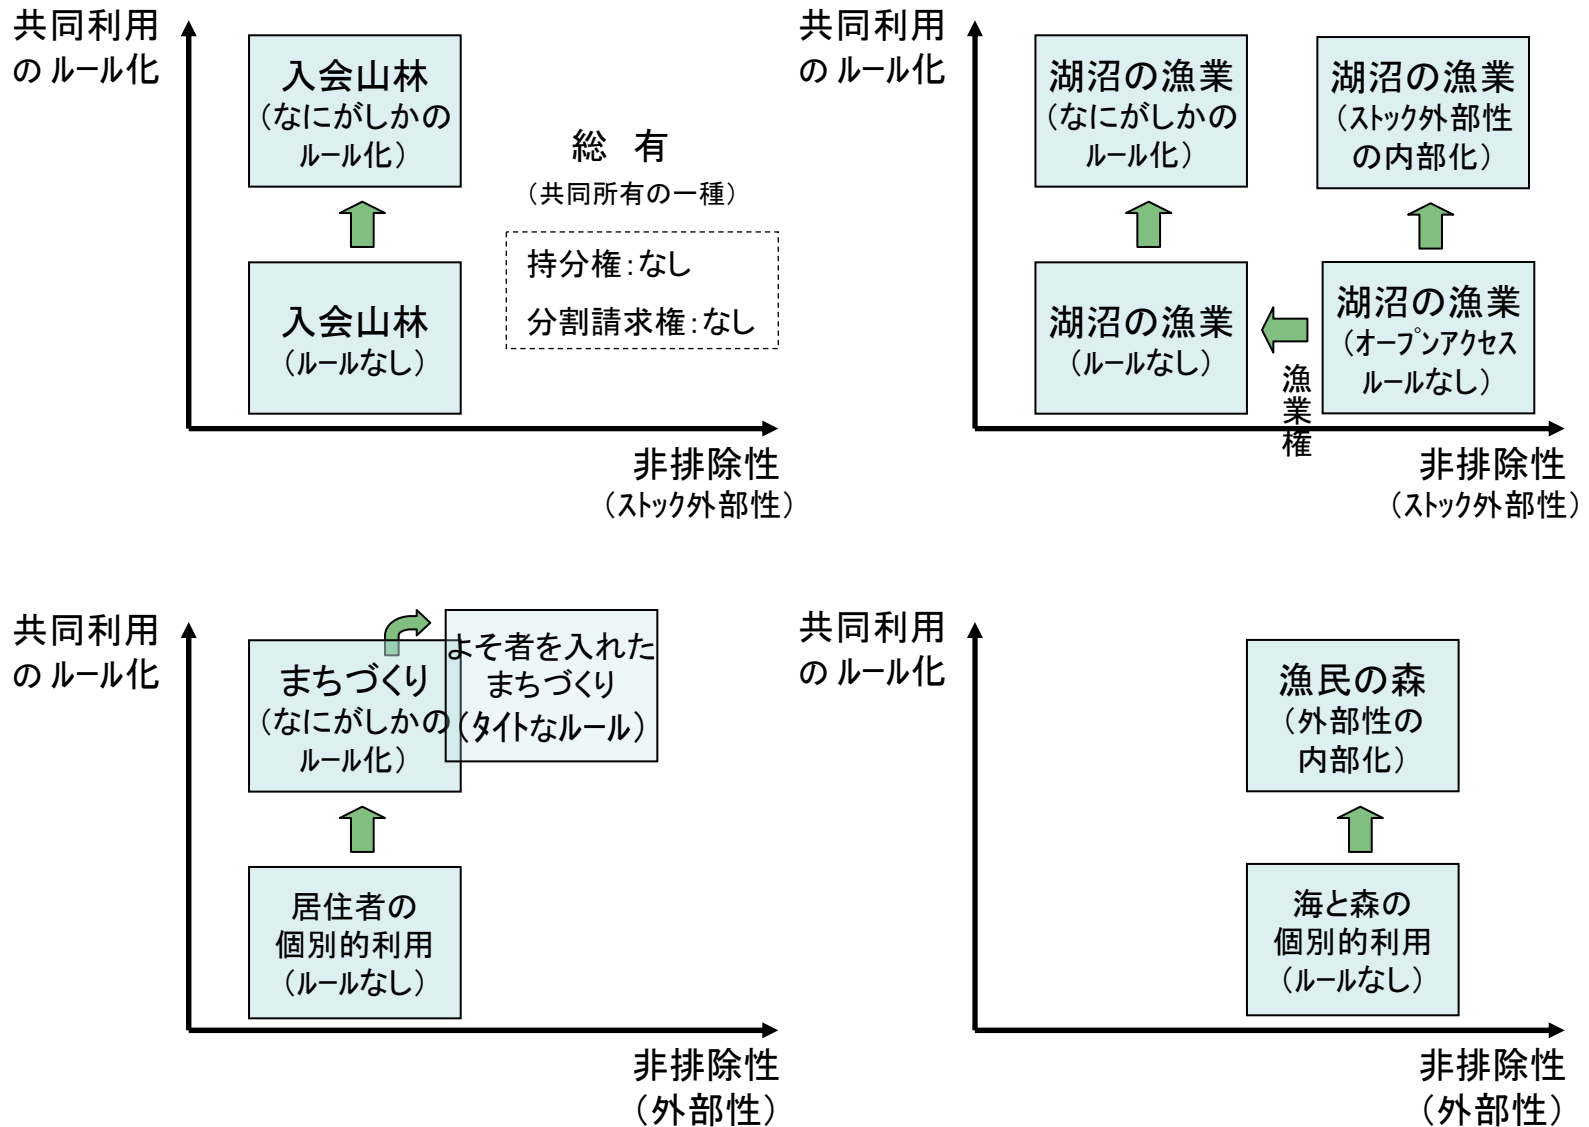 共同利用
の ルール化
入会山林
(なにがしかの
ルール化)
総 有
(共同所有の一種)
持分権:なし
分割請求権:なし
入会山林
(ルールなし)
非排除性
(ストック外部性)
共同利用
の ルール化
湖沼の漁業
(なにがしかの
ルール化)
湖沼の漁業
(ストック外部性
の内部化)
湖沼の漁業
(ルールなし)
漁業権
湖沼の漁業
(オープンアクセス
ルールなし)
非排除性
(ストック外部性)
共同利用
の ルール化
まちづくり
(なにがしかの
ルール化)
よそ者を入れた
まちづくり
(タイトなルール)
居住者の
個別的利用
(ルールなし)
非排除性
(外部性)
共同利用
の ルール化
漁民の森
(外部性の
内部化)
海と森の
個別的利用
(ルールなし)
非排除性
(外部性)